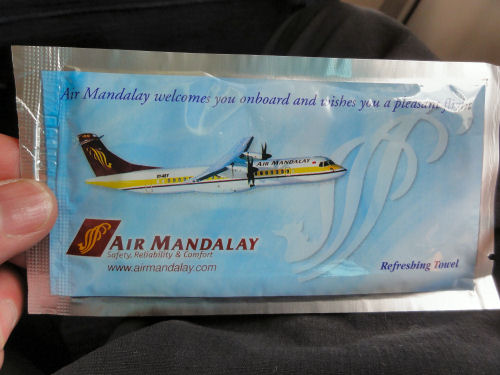 Air Mandalay welcomes you onboard and wishes you a pleasant flight
AIR MANDALAY
AIR MANDALAY
Safety, Reliability & Comfort
www.airmandalay.com
Refreshing Towel